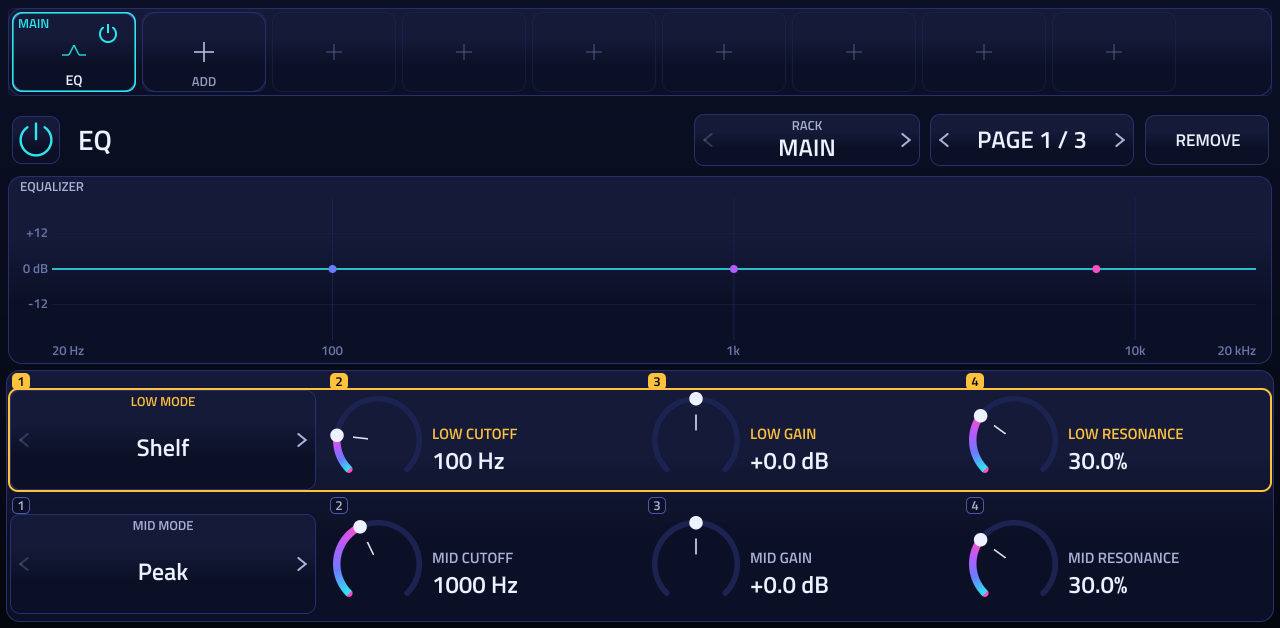 MAIN
EQ
ADD
EQ
RACK
MAIN
PAGE 1 / 3
REMOVE
EQUALIZER
+12
0 dB
-12
20 Hz
100
1k
10k
20 kHz
1
2
3
4
LOW MODE
Shelf
LOW CUTOFF
100 Hz
LOW GAIN
+0.0 dB
LOW RESONANCE
30.0%
1
2
3
4
MID MODE
Peak
MID CUTOFF
1000 Hz
MID GAIN
+0.0 dB
MID RESONANCE
30.0%